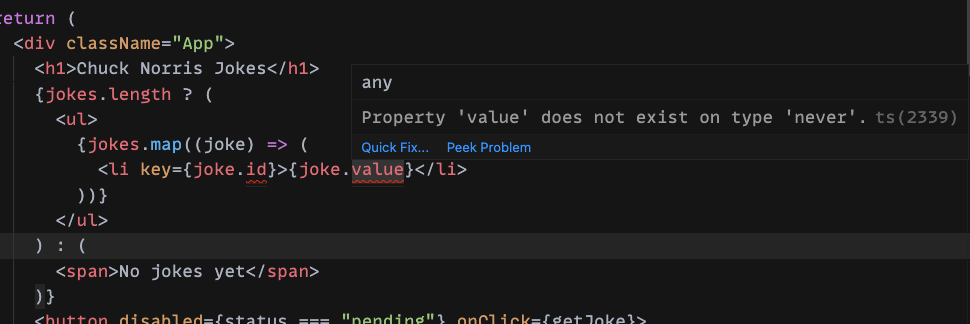 return (
<div className="App">
<h1>Chuck Norris Jokes</h1>
{jokes.length ? (
<ul>
{jokes.map((joke) => (
<li key={joke.id}>{joke.value}</li>
))}
</ul>
) : (
<span>No jokes yet</span>
)}
<button disabled={status === "pending"} onClick={getJoke}>
any
Property 'value' does not exist on type 'never'. ts(2339)
Quick Fix... Peek Problem